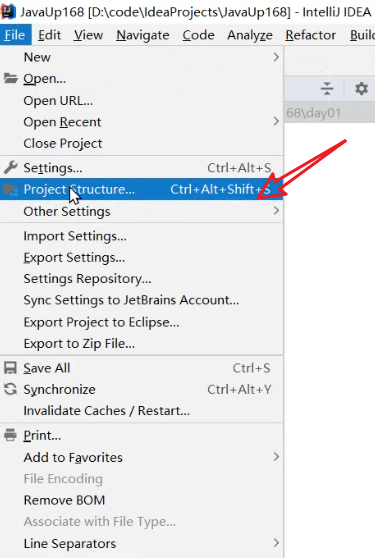 JavaUp168 [D:\code\IdeaProjects\JavaUp168] - IntelliJ IDEA
File Edit View Navigate Code Analyze Refactor Build
New
Open...
68\day01
Open URL...
Open Recent
Close Project
Settings... Ctrl+Alt+S
Project Structure... Ctrl+Alt+Shift+S
Other Settings
Import Settings...
Export Settings...
Settings Repository...
Sync Settings to JetBrains Account...
Export Project to Eclipse...
Export to Zip File...
Save All Ctrl+S
Synchronize Ctrl+Alt+Y
Invalidate Caches / Restart...
Print...
Add to Favorites
File Encoding
Remove BOM
Associate with File Type...
Line Separators